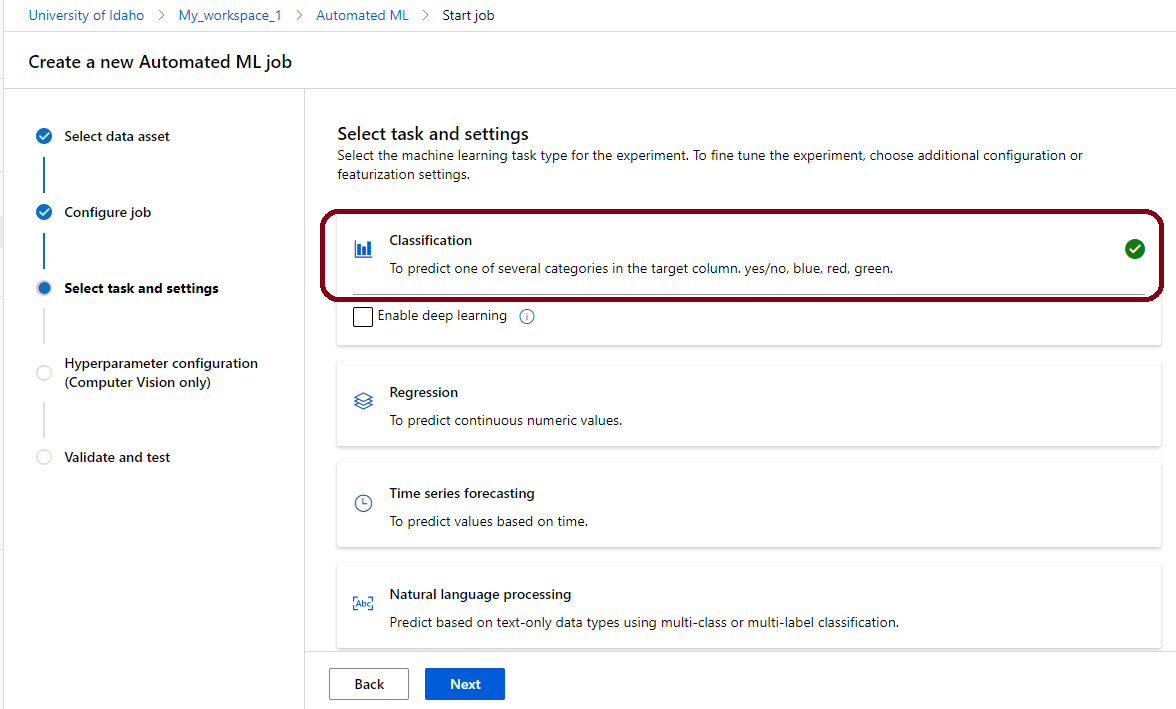 University of Idaho > My_workspace_1 > Automated ML > Start job
Create a new Automated ML job
Select data asset
Configure job
Select task and settings
Hyperparameter configuration
(Computer Vision only)
Validate and test
Select task and settings
Select the machine learning task type for the experiment. To fine tune the experiment, choose additional configuration or
featurization settings.
Classification
To predict one of several categories in the target column. yes/no, blue, red, green.
Enable deep learning
Regression
To predict continuous numeric values.
Time series forecasting
To predict values based on time.
Abc
Natural language processing
Predict based on text-only data types using multi-class or multi-label classification.
Back
Next